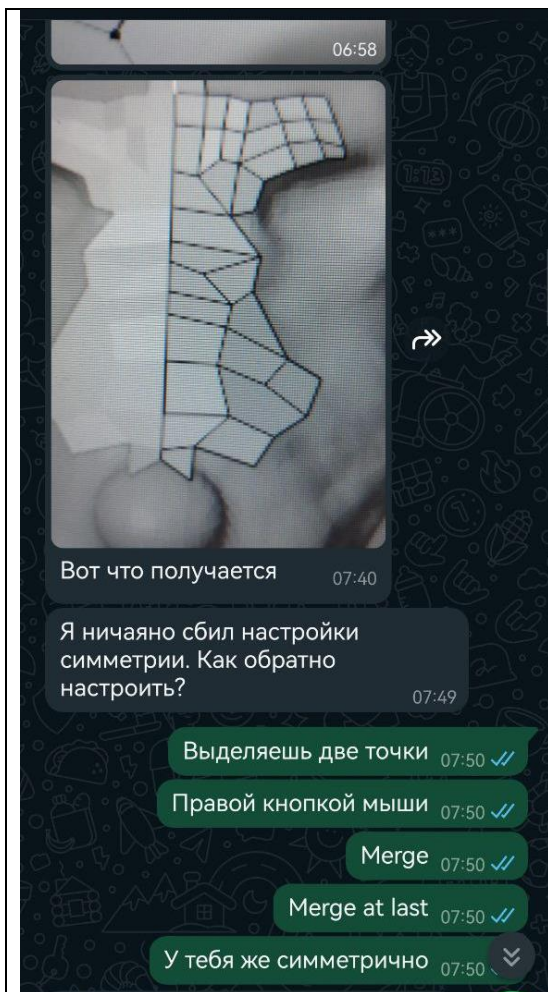 06:58
Вот что получается 07:40
Я ничаяно сбил настройки
симметрии. Как обратно
настроить? 07:49
Выделяешь две точки 07:50
Правой кнопкой мыши 07:50
Merge 07:50
Merge at last 07:50
У тебя же симметрично 07:50